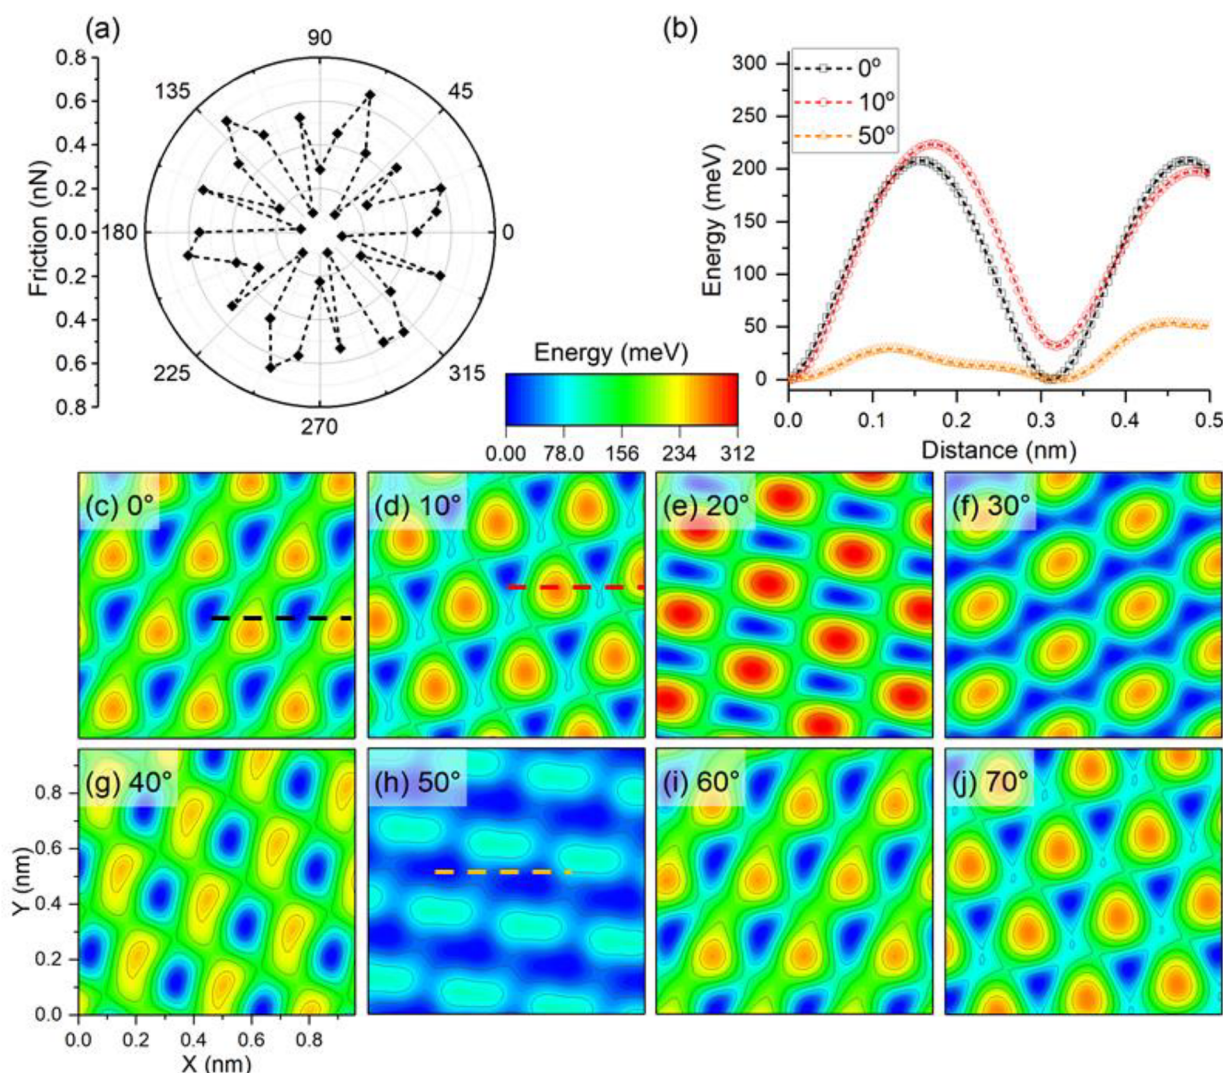 (a)
90
135
45
180
0
225
315
270
Friction (nN)
0.8
0.6
0.4
0.2
0.0
0.2
0.4
0.6
0.8
(b)
0º
10º
50º
Energy (meV)
300
250
200
150
100
50
0
0.0 0.1 0.2 0.3 0.4 0.5
Distance (nm)
Energy (meV)
0.00 78.0 156 234 312
(c) 0°
(d) 10°
(e) 20°
(f) 30°
(g) 40°
(h) 50°
(i) 60°
(j) 70°
Y (nm)
0.8
0.6
0.4
0.2
0.0
0.0 0.2 0.4 0.6 0.8
X (nm)